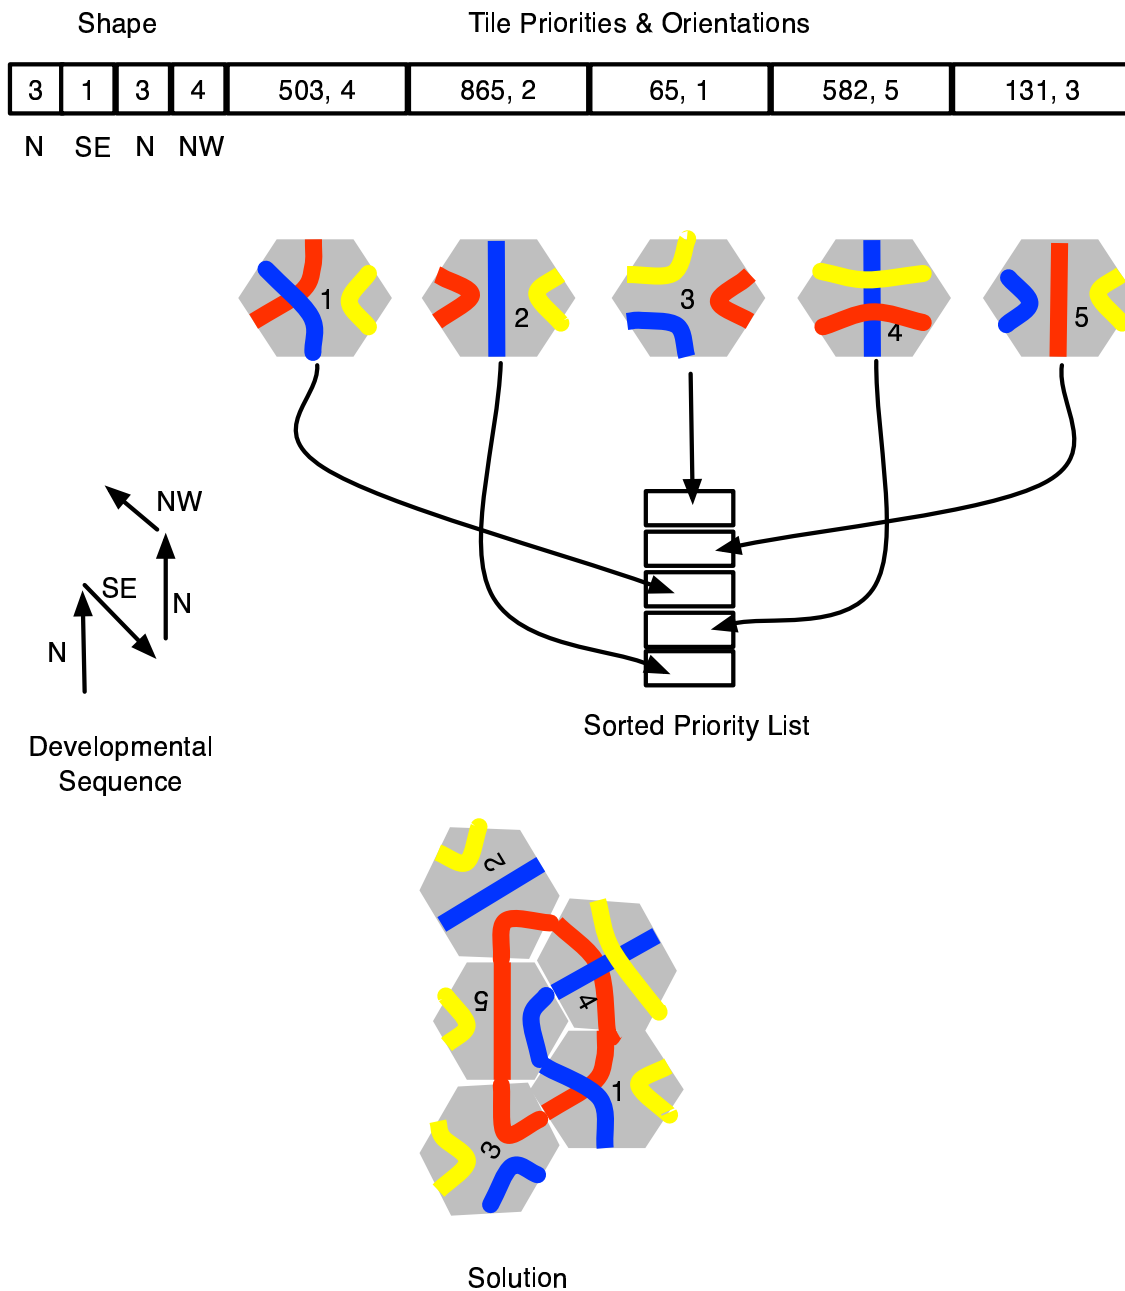 Shape Tile Priorities & Orientations
3 1 3 4 503, 4 865, 2 65, 1 582, 5 131, 3
N SE N NW
1 2 3 4 5
NW
SE
N
N
Sorted Priority List
Developmental
Sequence
2
5
4
1
3
Solution